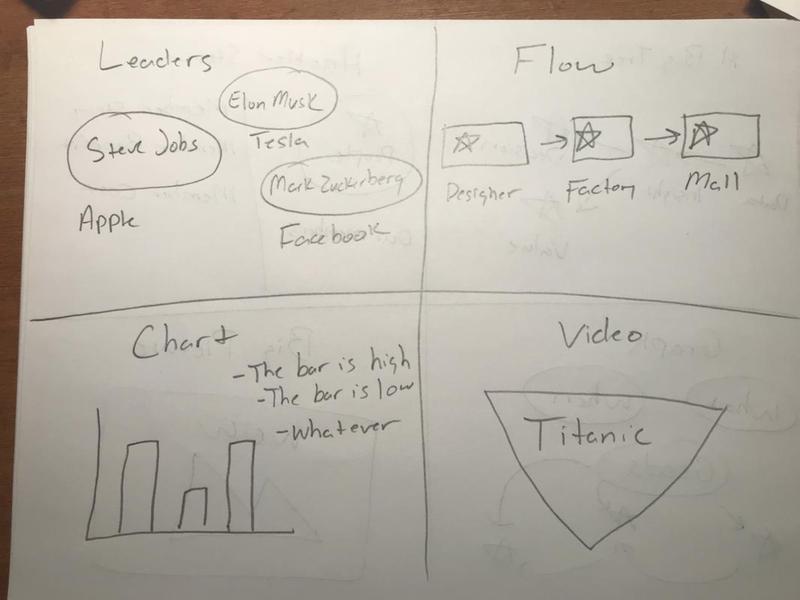 Leaders
Elon Musk
Tesla
Steve Jobs
Apple
Mark Zuckerberg
Facebook
Flow
Designer
Factory
Mall
Chart
-The bar is high
-The bar is low
-Whatever
Video
Titanic